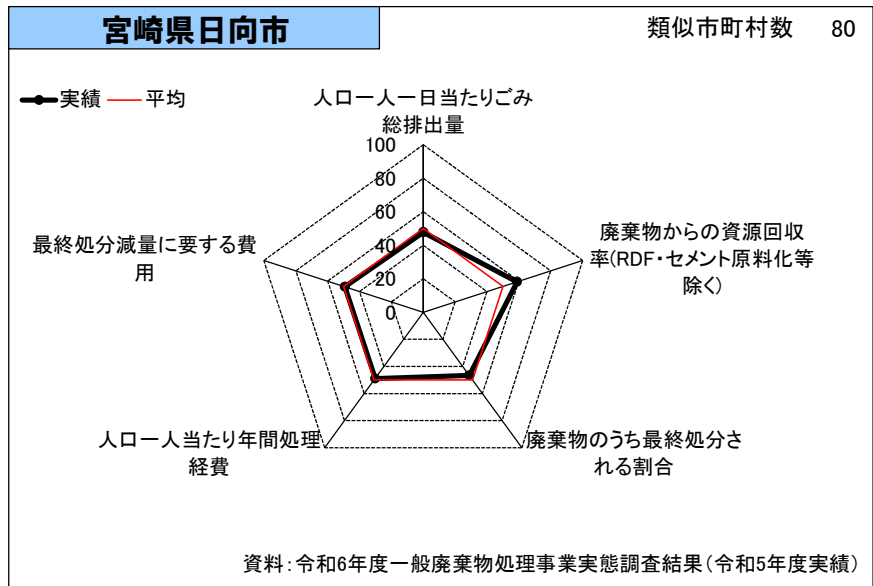 宮崎県日向市
類似市町村数 80
実績 平均
人口一人一日当たりごみ
総排出量
100
80
60
40
20
0
廃棄物からの資源回収
率(RDF・セメント原料化等
除く)
最終処分減量に要する費
用
人口一人当たり年間処理
経費
廃棄物のうち最終処分さ
れる割合
資料:令和6年度一般廃棄物処理事業実態調査結果(令和5年度実績)